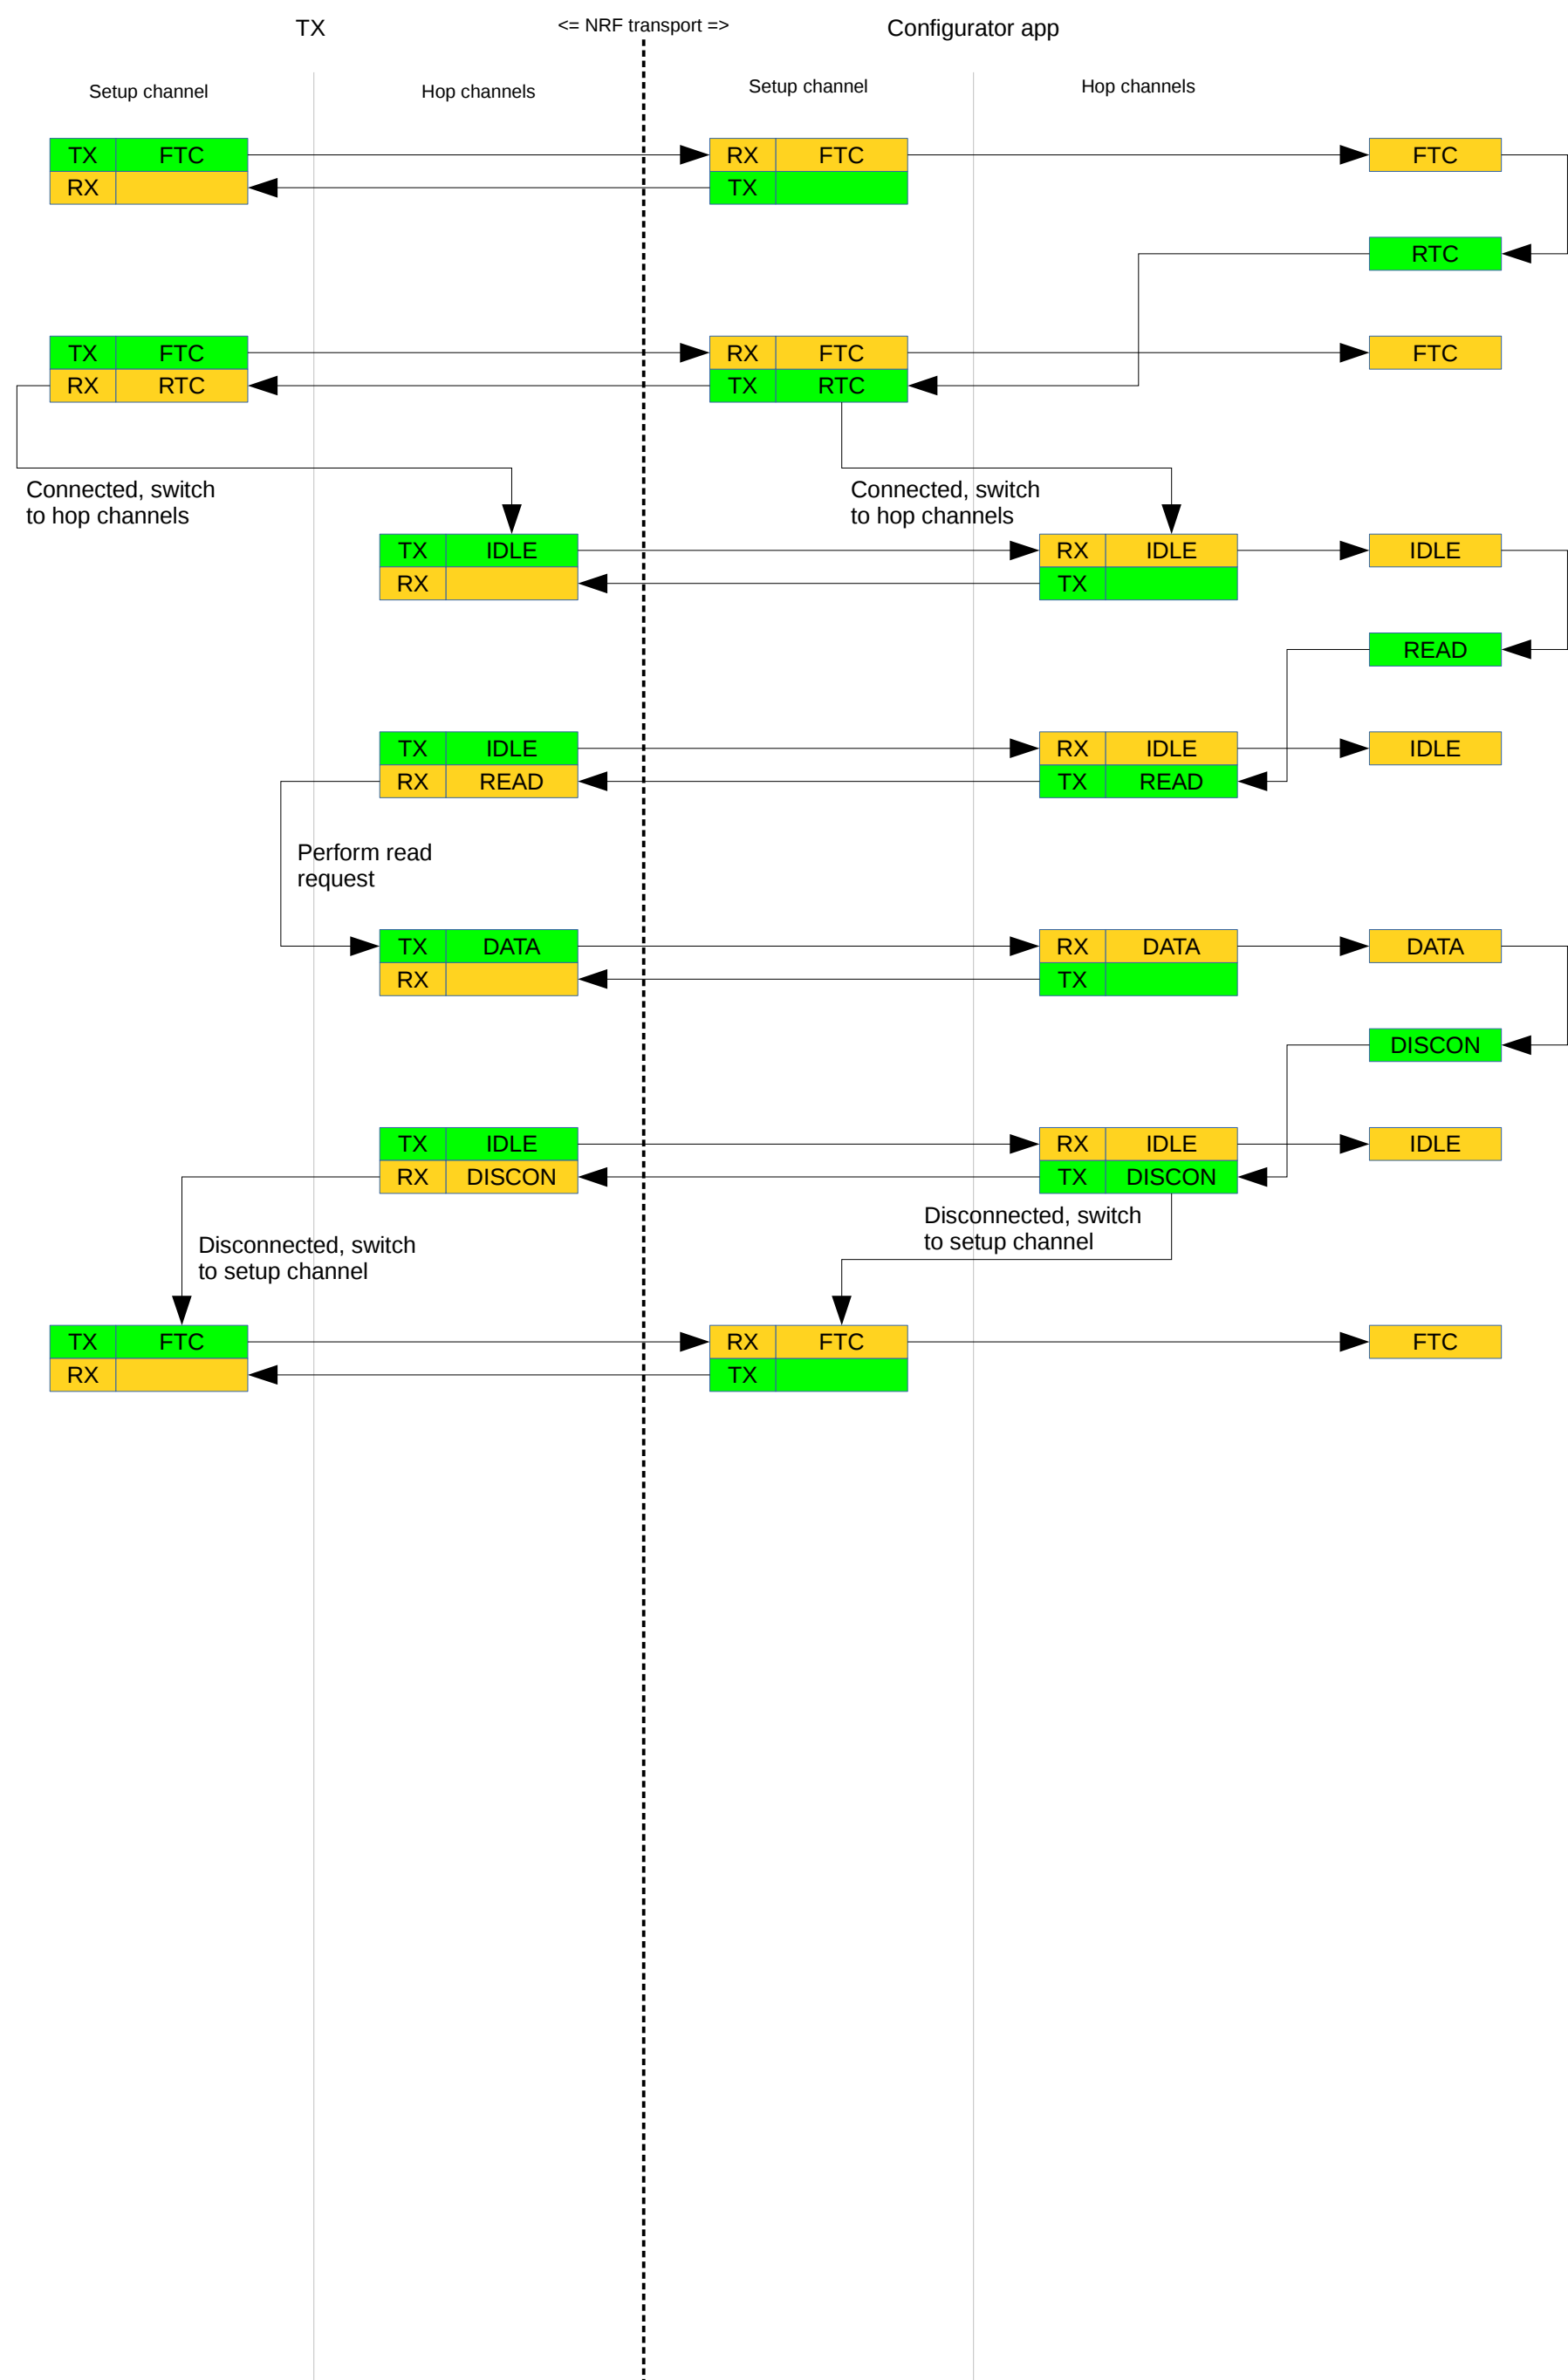 TX
<= NRF transport =>
Configurator app
Setup channel
Hop channels
Setup channel
Hop channels
TX FTC
RX FTC
FTC
RX
TX
RTC
TX FTC
RX FTC
FTC
RX RTC
TX RTC
Connected, switch
to hop channels
Connected, switch
to hop channels
TX IDLE
RX IDLE
IDLE
RX
TX
READ
TX IDLE
RX IDLE
IDLE
RX READ
TX READ
Perform read
request
TX DATA
RX DATA
DATA
RX
TX
DISCON
TX IDLE
RX IDLE
IDLE
RX DISCON
TX DISCON
Disconnected, switch
to setup channel
Disconnected, switch
to setup channel
TX FTC
RX FTC
FTC
RX
TX